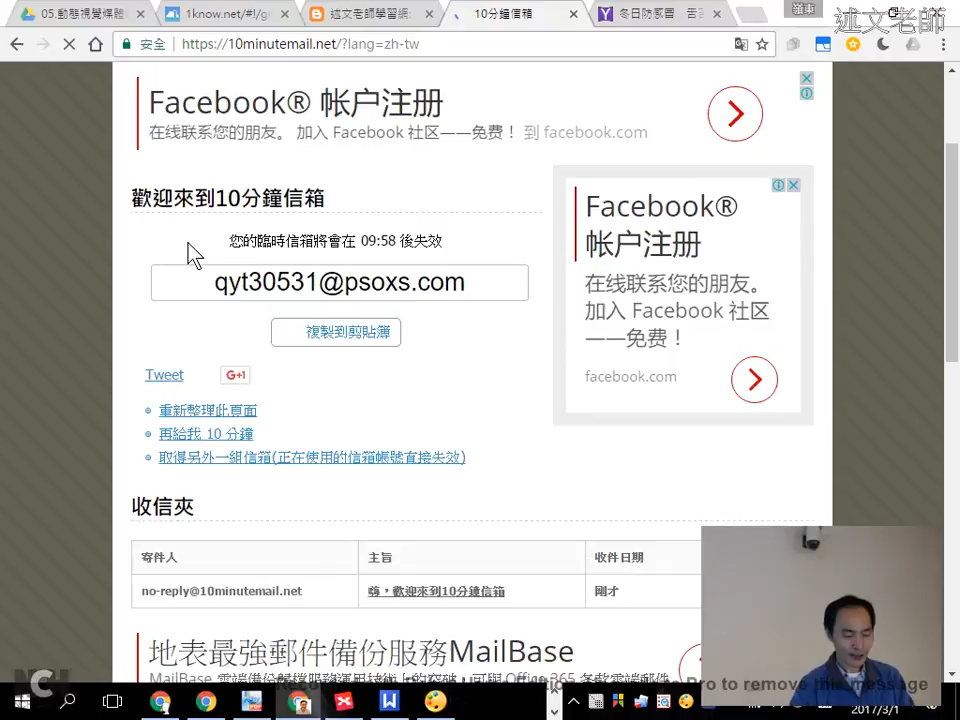 05.動態視覺媒體
1know.net/#!/g
述文老師學習網
10分鐘信箱
冬日防感冒 舌
述文老師
安全
https://10minutemail.net/?lang=zh-tw
Facebook® 帐户注册
在线联系您的朋友。 加入 Facebook 社区——免费！ 到 facebook.com
歡迎來到10分鐘信箱
您的臨時信箱將會在 09:58 後失效
qyt30531@psoxs.com
複製到剪貼簿
Tweet
G+1
重新整理此頁面
再給我 10 分鐘
取得另外一組信箱(正在使用的信箱帳號直接失效)
Facebook®
帐户注册
在线联系您的朋友。
加入 Facebook 社区
——免费！
facebook.com
收信夾
寄件人
主旨
收件日期
no-reply@10minutemail.net
嗨，歡迎來到10分鐘信箱
剛才
地表最強郵件備份服務MailBase
Pro to remove this message
2017/3/1